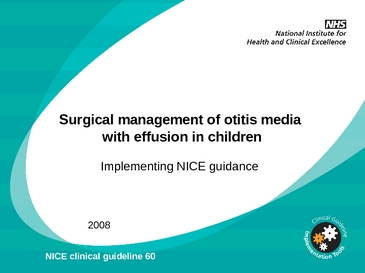 NHS
National Institute for
Health and Clinical Excellence
Surgical management of otitis media
with effusion in children
Implementing NICE guidance
2008
Clinical Guideline
Implementation Tools
NICE clinical guideline 60